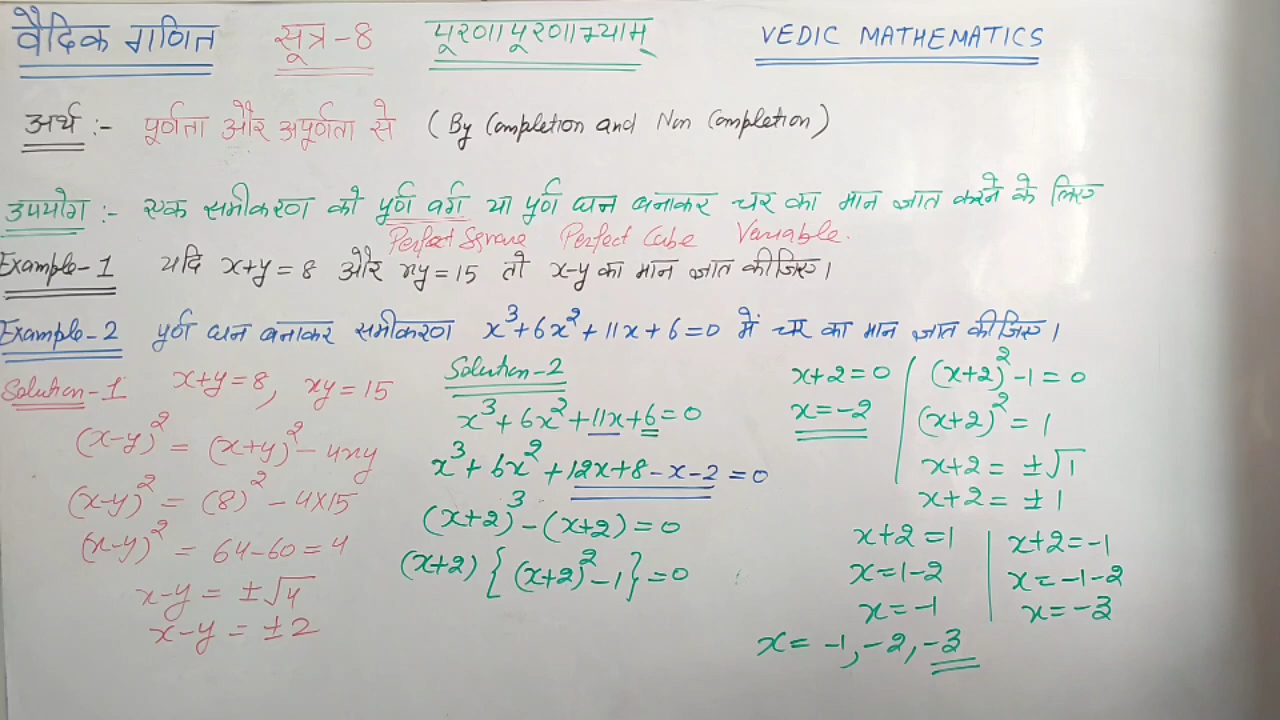 वैदिक गणित सूत्र-8 पूरणापूरणाभ्याम् VEDIC MATHEMATICS
अर्थ :- पूर्णता और अपूर्णता से (By Completion and Non Completion)
उपयोग :- एक समीकरण को पूर्ण वर्ग या पूर्ण घन बनाकर चर का मान ज्ञात करने के लिए
Perfect Square Perfect Cube Variable.
Example-1 यदि x+y=8 और xy=15 तो x-y का मान ज्ञात कीजिए।
Example-2 पूर्ण घन बनाकर समीकरण x³+6x²+11x+6=0 में चर का मान ज्ञात कीजिए।
Solution-1 x+y=8, xy=15
(x-y)² = (x+y)² - 4xy
(x-y)² = (8)² - 4×15
(x-y)² = 64-60=4
x-y = ±√4
x-y = ±2
Solution-2
x³+6x²+11x+6=0
x³+6x²+12x+8-x-2=0
(x+2)³-(x+2)=0
(x+2){(x+2)²-1}=0
x+2=0
x=-2
(x+2)²-1=0
(x+2)²=1
x+2=±√1
x+2=±1
x+2=1
x=1-2
x=-1
x+2=-1
x=-1-2
x=-3
x=-1,-2,-3